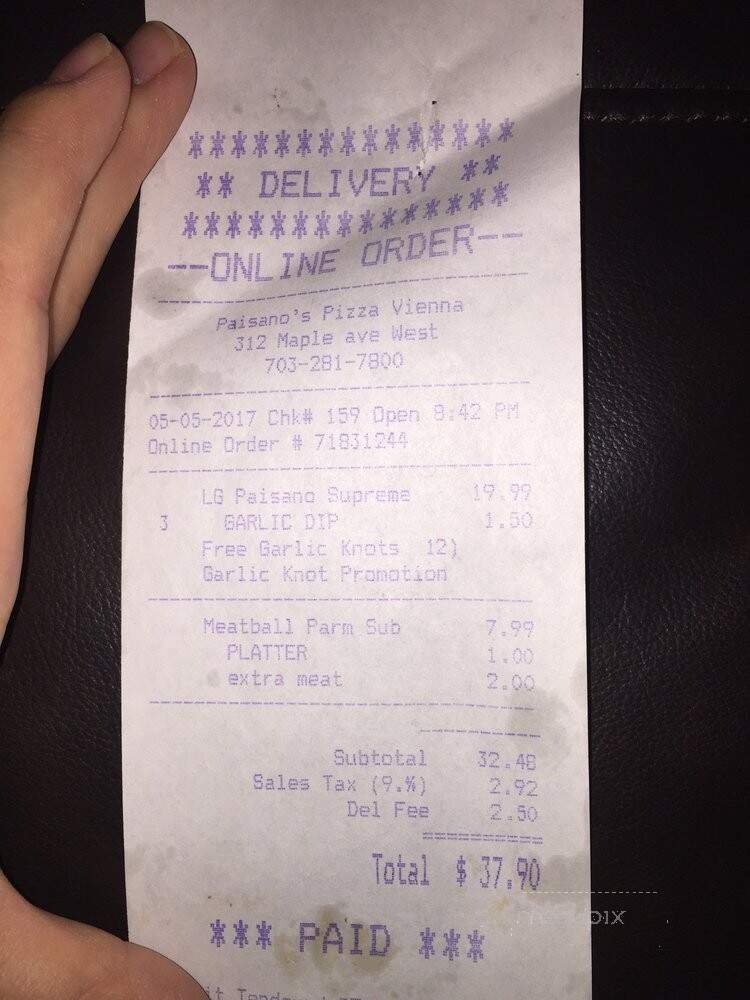 ***************
** DELIVERY **
***************
--ONLINE ORDER--
Paisano's Pizza Vienna
312 Maple ave West
703-281-7800
05-05-2017 Chk# 159 Open 8:42 PM
Online Order # 71831244
LG Paisano Supreme 19.99
3 GARLIC DIP 1.50
Free Garlic Knots 12)
Garlic Knot Promotion
Meatball Parm Sub 7.99
PLATTER 1.00
extra meat 2.00
Subtotal 32.48
Sales Tax (9.%) 2.92
Del Fee 2.50
Total $ 37.90
*** PAID ***